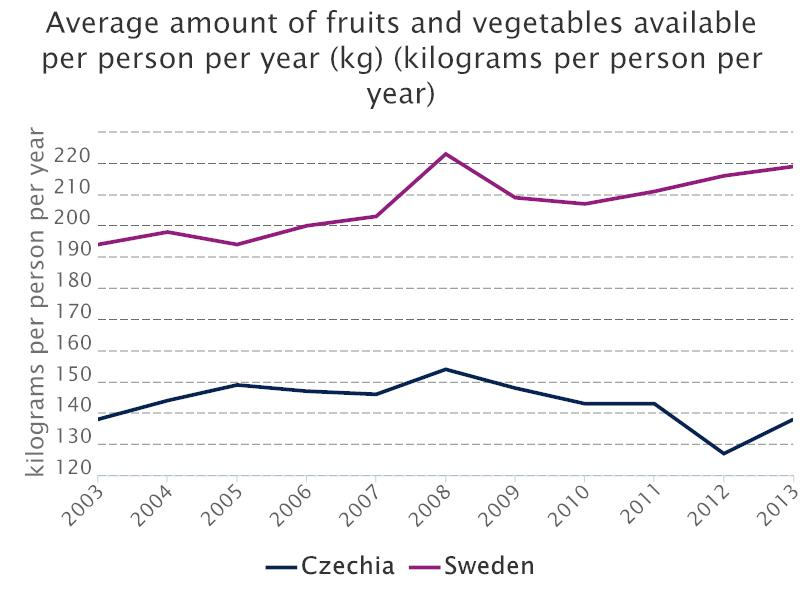 Average amount of fruits and vegetables available
per person per year (kg) (kilograms per person per
year)
kilograms per person per year
220
210
200
190
180
170
160
150
140
130
120
2003 2004 2005 2006 2007 2008 2009 2010 2011 2012 2013
Czechia Sweden